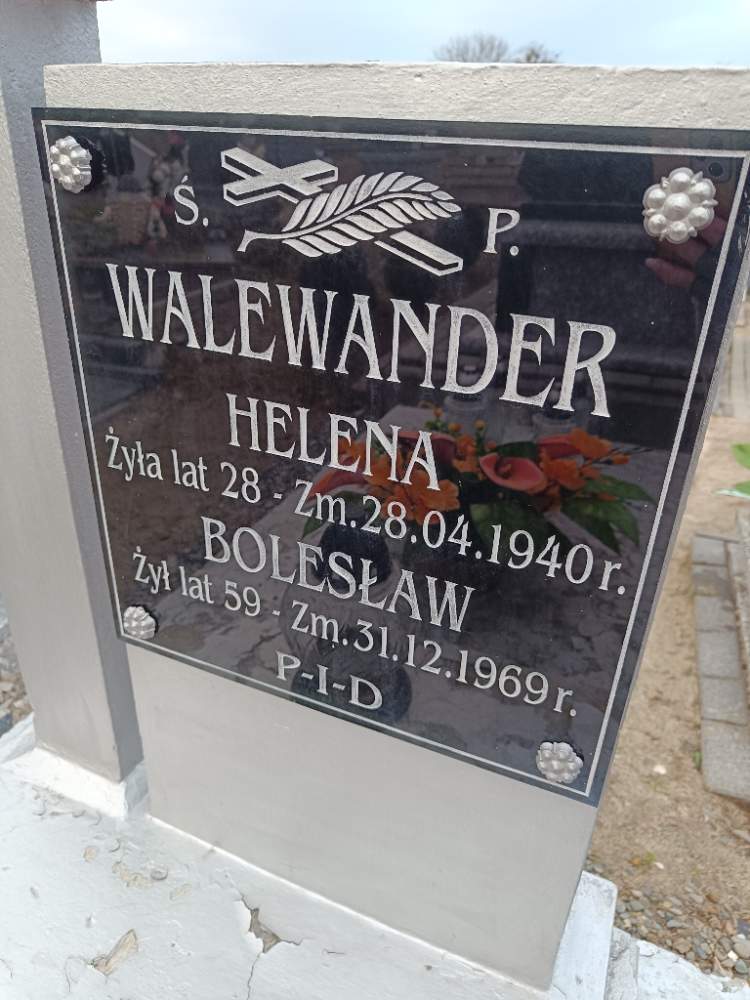 Ś. P.
WALEWANDER
HELENA
Żyła lat 28 - Zm. 28.04.1940 r.
BOLESŁAW
Żył lat 59 - Zm. 31.12.1969 r.
P-I-D